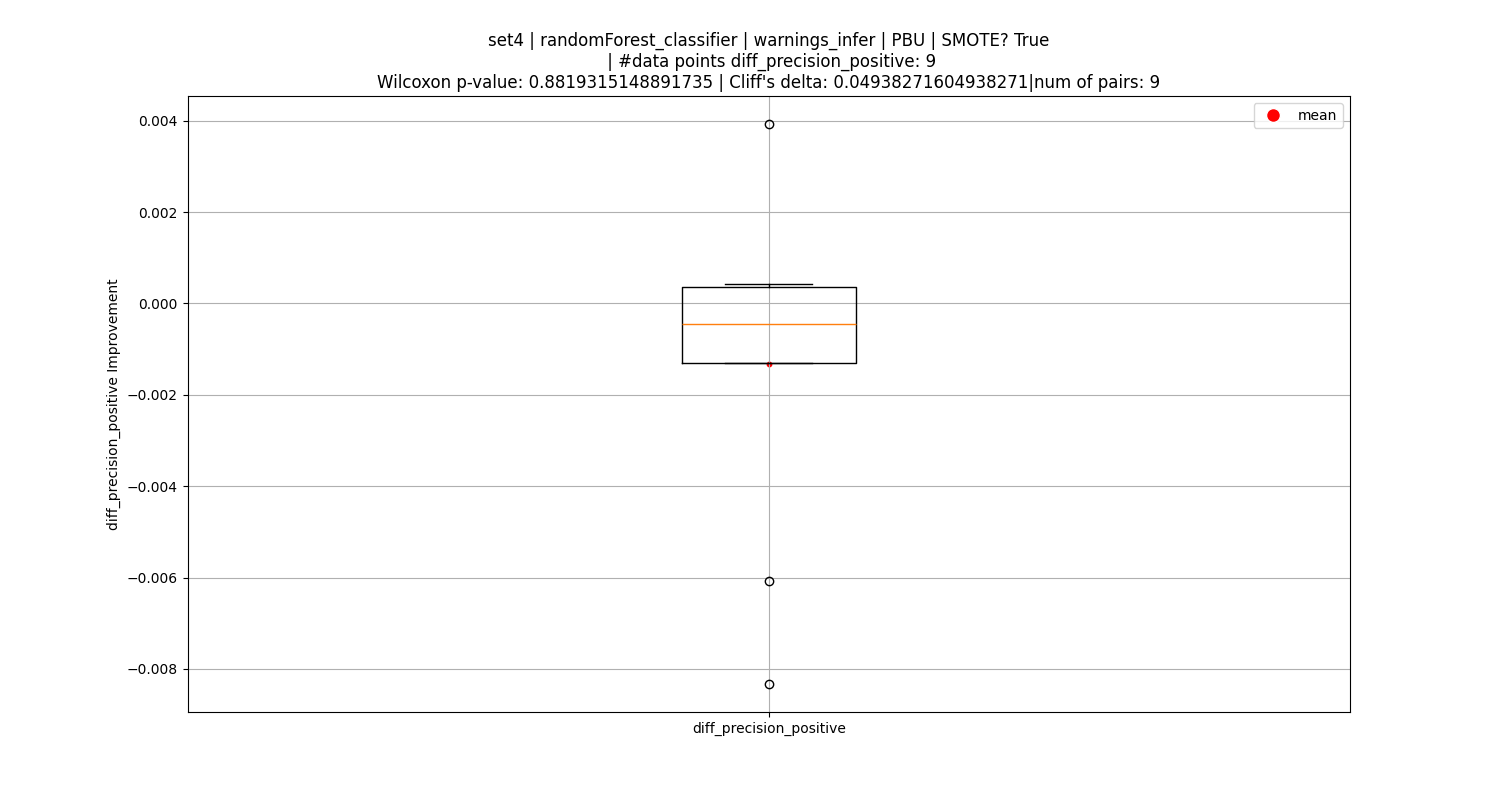 set4 | randomForest_classifier | warnings_infer | PBU | SMOTE? True
| #data points diff_precision_positive: 9
Wilcoxon p-value: 0.8819315148891735 | Cliff's delta: 0.04938271604938271|num of pairs: 9
mean
0.004
0.002
0.000
−0.002
−0.004
−0.006
−0.008
diff_precision_positive Improvement
diff_precision_positive